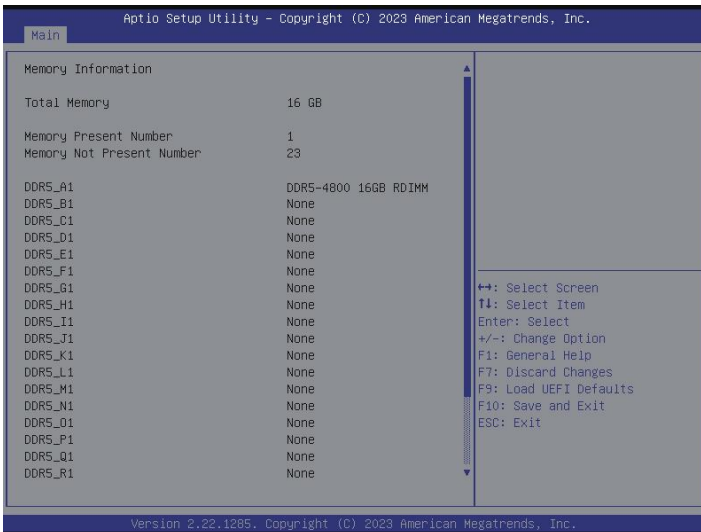 Aptio Setup Utility – Copyright (C) 2023 American Megatrends, Inc.
Main
Memory Information
Total Memory 16 GB
Memory Present Number 1
Memory Not Present Number 23
DDR5_A1 DDR5-4800 16GB RDIMM
DDR5_B1 None
DDR5_C1 None
DDR5_D1 None
DDR5_E1 None
DDR5_F1 None
DDR5_G1 None
DDR5_H1 None
DDR5_I1 None
DDR5_J1 None
DDR5_K1 None
DDR5_L1 None
DDR5_M1 None
DDR5_N1 None
DDR5_O1 None
DDR5_P1 None
DDR5_Q1 None
DDR5_R1 None
↔: Select Screen
↑↓: Select Item
Enter: Select
+/-: Change Option
F1: General Help
F7: Discard Changes
F9: Load UEFI Defaults
F10: Save and Exit
ESC: Exit
Version 2.22.1285. Copyright (C) 2023 American Megatrends, Inc.